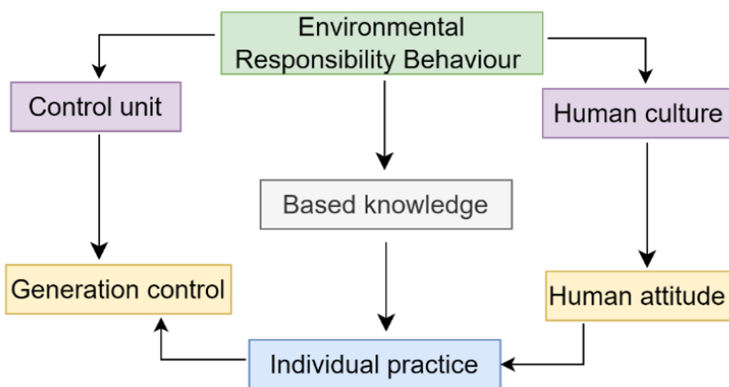 Environmental
Responsibility Behaviour
Control unit
Human culture
Based knowledge
Generation control
Human attitude
Individual practice